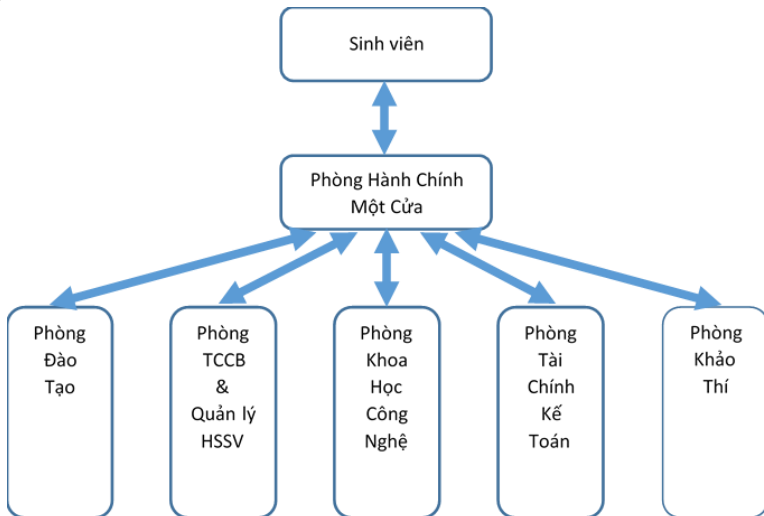 Sinh viên
Phòng Hành Chính
Một Cửa
Phòng
Đào
Tạo
Phòng
TCCB
&
Quản lý
HSSV
Phòng
Khoa
Học
Công
Nghệ
Phòng
Tài
Chính
Kế
Toán
Phòng
Khảo
Thí